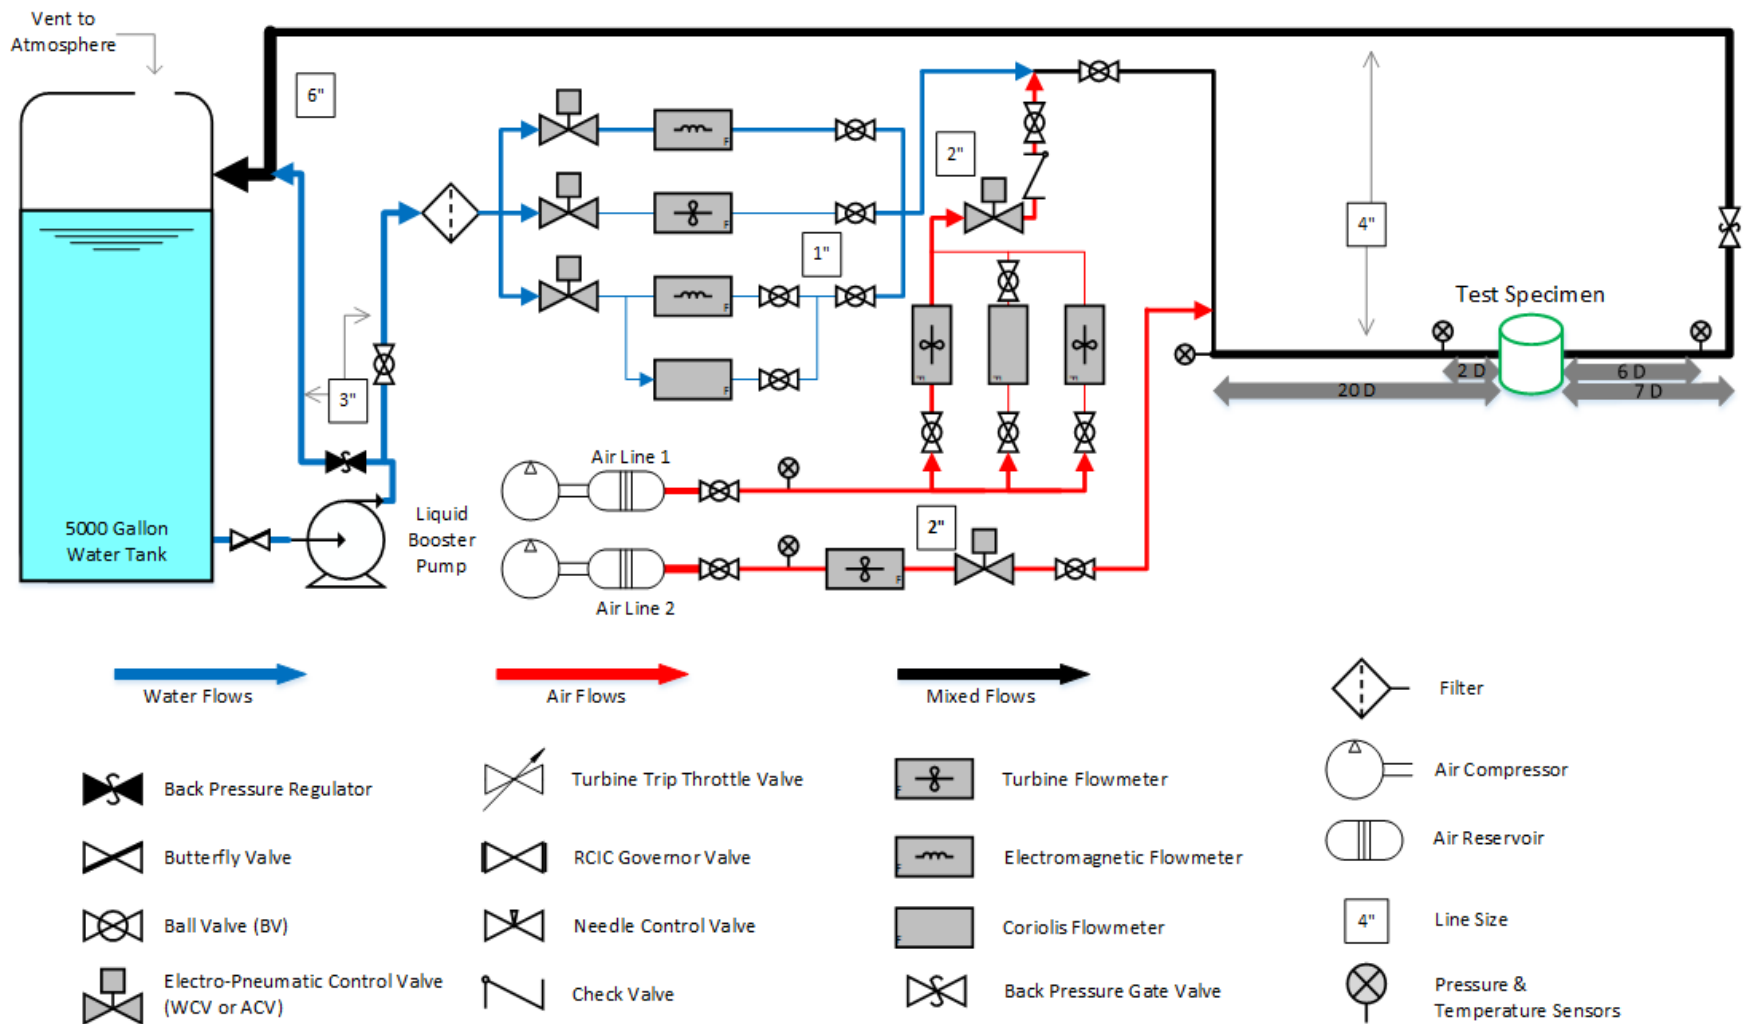 Vent to
Atmosphere
6"
2"
1"
4"
3"
Test Specimen
2 D
6 D
20 D
7 D
F
F
F
F
F
F
F
F
Air Line 1
Liquid
Booster
Pump
2"
5000 Gallon
Water Tank
Air Line 2
Water Flows
Air Flows
Mixed Flows
Filter
Back Pressure Regulator
Turbine Trip Throttle Valve
F
Turbine Flowmeter
Air Compressor
Butterfly Valve
RCIC Governor Valve
F
Electromagnetic Flowmeter
Air Reservoir
Ball Valve (BV)
Needle Control Valve
F
Coriolis Flowmeter
4"
Line Size
Electro-Pneumatic Control Valve
(WCV or ACV)
Check Valve
Back Pressure Gate Valve
Pressure &
Temperature Sensors